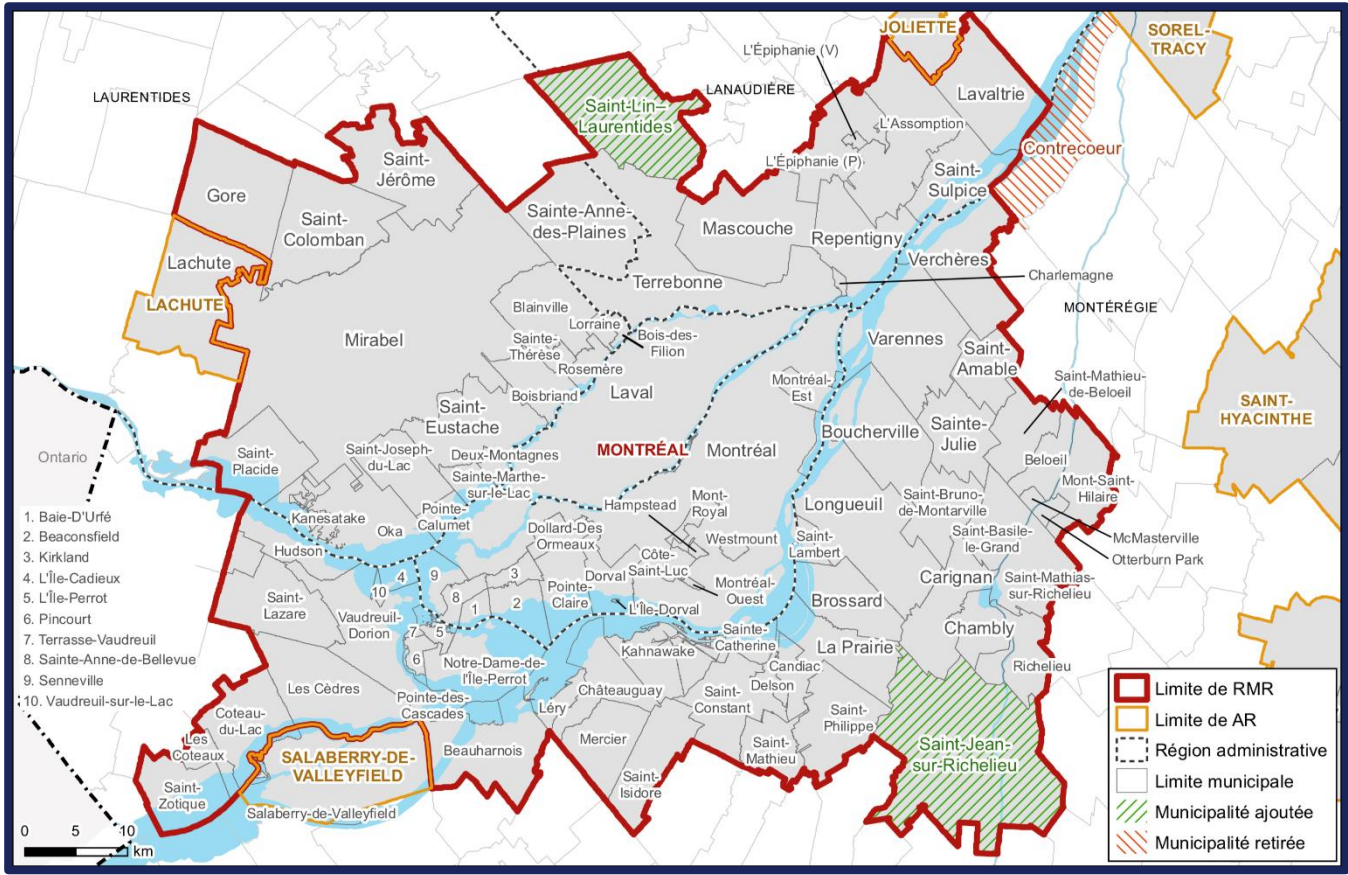 JOLIETTE
SOREL-
TRACY
L'Épiphanie (V)
LAURENTIDES
LANAUDIÈRE
Lavaltrie
Saint-Lin–
Laurentides
L'Assomption
Contrecoeur
Saint-
Jérôme
L'Épiphanie (P)
Saint-
Sulpice
Gore
Saint-
Colomban
Sainte-Anne-
des-Plaines
Mascouche
Repentigny
Verchères
Lachute
Charlemagne
LACHUTE
Terrebonne
MONTÉRÉGIE
Blainville
Lorraine
Bois-des-
Filion
Mirabel
Sainte-
Thérèse
Rosemère
Varennes
Saint-
Amable
Saint-Mathieu-
de-Beloeil
Boisbriand
Laval
Montréal-
Est
SAINT-
HYACINTHE
Saint-
Eustache
Boucherville
Sainte-
Julie
Ontario
Saint-
Placide
Saint-Joseph-
du-Lac
Deux-Montagnes
MONTRÉAL
Montréal
Beloeil
Sainte-Marthe-
sur-le-Lac
Mont-Saint-
Hilaire
Hampstead
Mont-
Royal
Longueuil
Saint-Bruno-
de-Montarville
Kanesatake
Oka
Pointe-
Calumet
Dollard-Des
Ormeaux
Westmount
Saint-
Lambert
Saint-Basile-
le-Grand
McMasterville
Otterburn Park
Hudson
Côte-
Saint-Luc
Saint-
Lazare
Vaudreuil-
Dorion
Dorval
Pointe-
Claire
L'Île-Dorval
Montréal-
Ouest
Brossard
Carignan
Saint-Mathias-
sur-Richelieu
4
10
9
3
8
1
2
7
5
6
1. Baie-D'Urfé
2. Beaconsfield
3. Kirkland
4. L'Île-Cadieux
5. L'Île-Perrot
6. Pincourt
7. Terrasse-Vaudreuil
8. Sainte-Anne-de-Bellevue
9. Senneville
10. Vaudreuil-sur-le-Lac
Sainte-
Catherine
Chambly
Kahnawake
La Prairie
Notre-Dame-de-
l'Île-Perrot
Candiac
Richelieu
Les Cèdres
Pointe-des-
Cascades
Châteauguay
Delson
Saint-
Constant
Léry
Coteau-
du-Lac
Saint-
Philippe
Les
Coteaux
SALABERRY-DE-
VALLEYFIELD
Beauharnois
Mercier
Saint-
Mathieu
Saint-Jean-
sur-Richelieu
Saint-
Zotique
Saint-
Isidore
Salaberry-de-Valleyfield
0 5 10
km
Limite de RMR
Limite de AR
Région administrative
Limite municipale
Municipalité ajoutée
Municipalité retirée